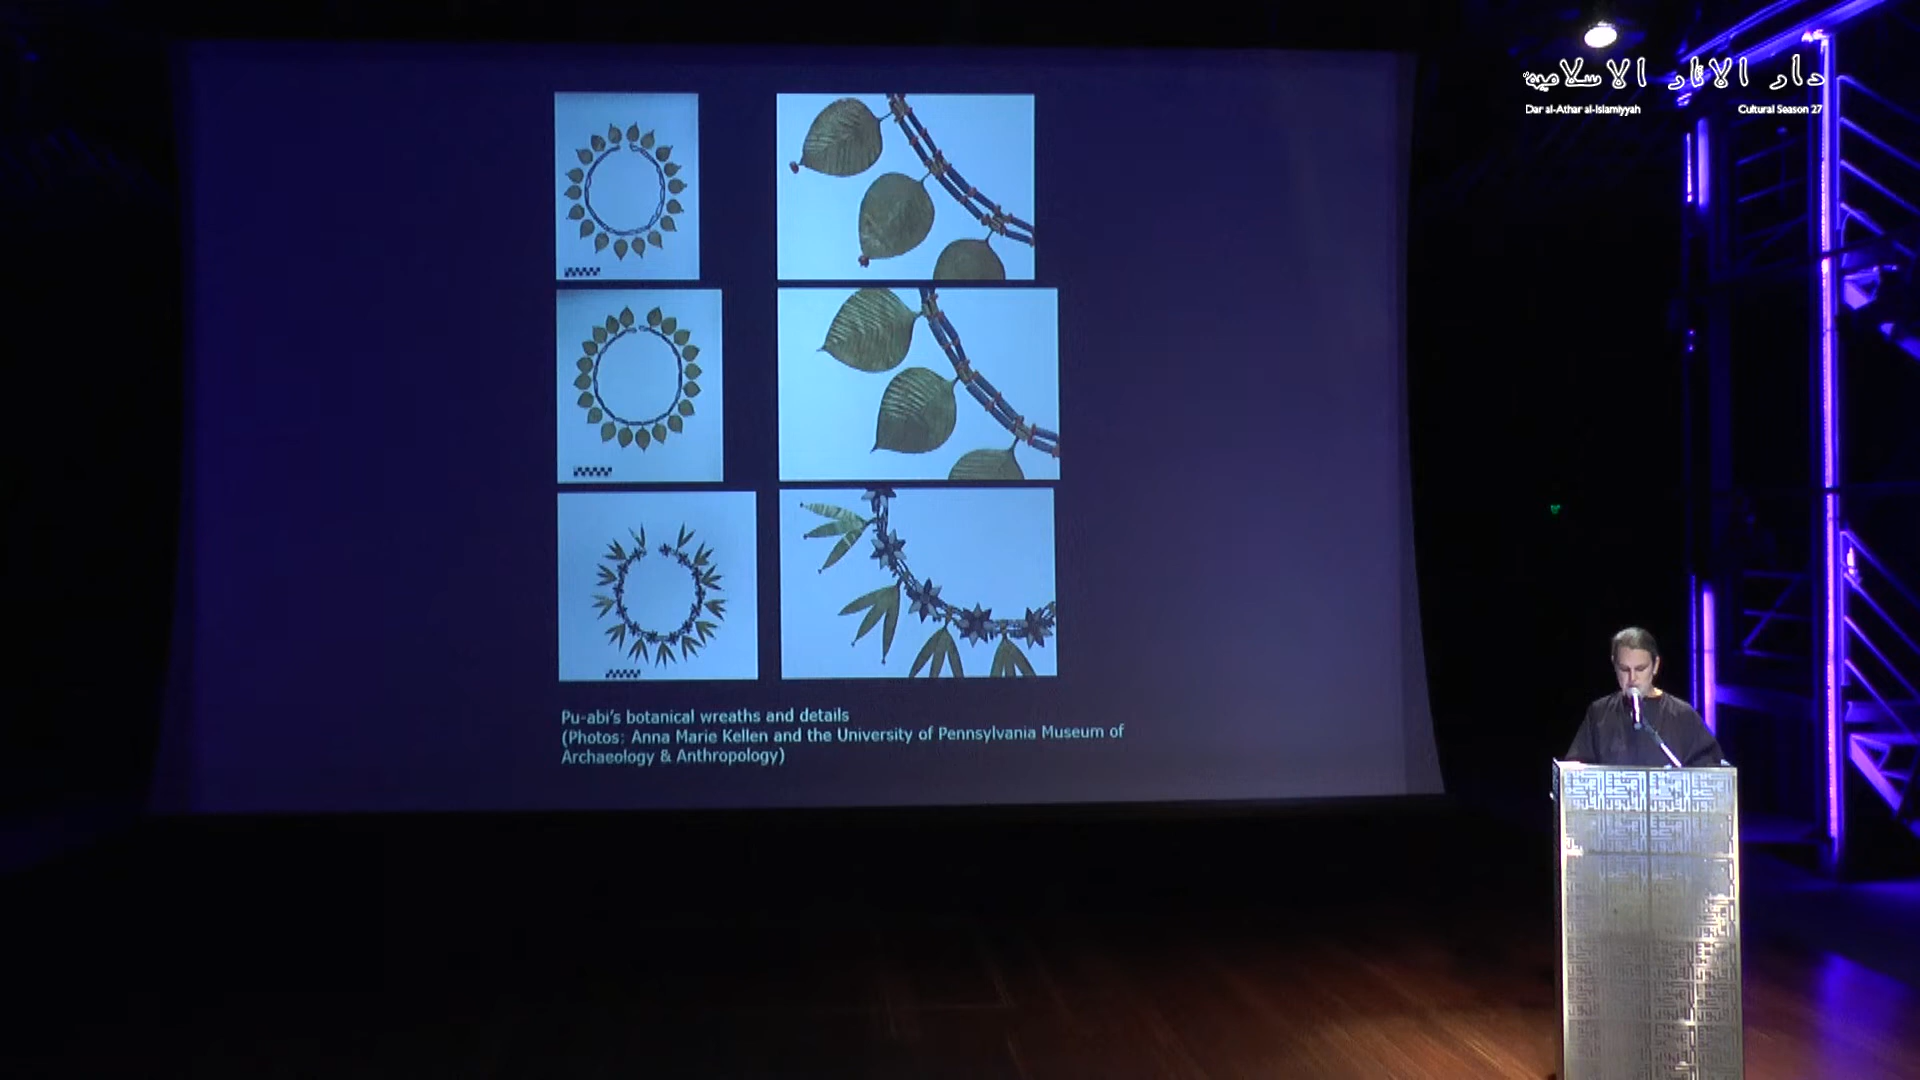 دار الآثار الاسلامية
Dar al-Athar al-Islamiyyah Cultural Season 27
Pu-abi's botanical wreaths and details
(Photos: Anna Marie Kellen and the University of Pennsylvania Museum of
Archaeology & Anthropology)